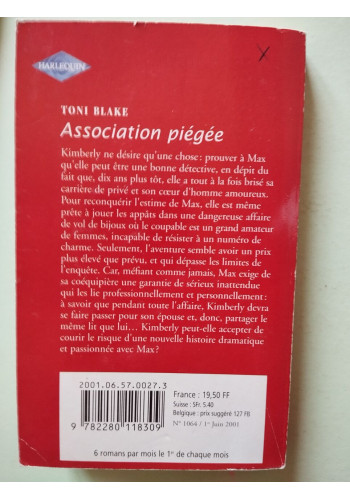 HARLEQUIN
TONI BLAKE
Association piégée
Kimberly ne désire qu'une chose : prouver à Max
qu'elle peut être une bonne détective, en dépit du
fait que, dix ans plus tôt, elle a tout à la fois brisé sa
carrière de privé et son cœur d'homme amoureux.
Pour reconquérir l'estime de Max, elle est même
prête à jouer les appâts dans une dangereuse affaire
de vol de bijoux où le coupable est un grand amateur
de femmes, incapable de résister à un numéro de
charme. Seulement, l'aventure semble avoir un prix
plus élevé que prévu, et qui dépasse les limites de
l'enquête. Car, méfiant comme jamais, Max exige de
sa coéquipière une garantie de sérieux inattendue
qui les lie professionnellement et personnellement :
à savoir que pendant toute l'affaire, Kimberly devra
se faire passer pour son épouse et, donc, partager le
même lit que lui... Kimberly peut-elle accepter de
courir le risque d'une nouvelle histoire dramatique
et passionnée avec Max ?
2001.06.57.0027.3
9 782280 118309
France : 19,50 FF
Suisse : SFr. 5.40
Belgique : prix suggéré 127 FB
N° 1064 / 1er Juin 2001
6 romans par mois le 1er de chaque mois